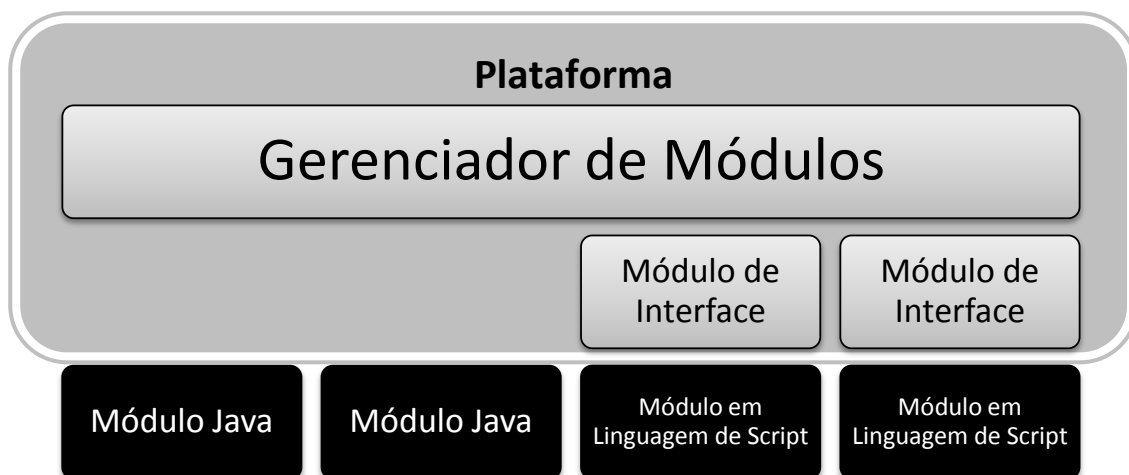 Plataforma
Gerenciador de Módulos
Módulo de
Interface
Módulo de
Interface
Módulo Java
Módulo Java
Módulo em
Linguagem de Script
Módulo em
Linguagem de Script